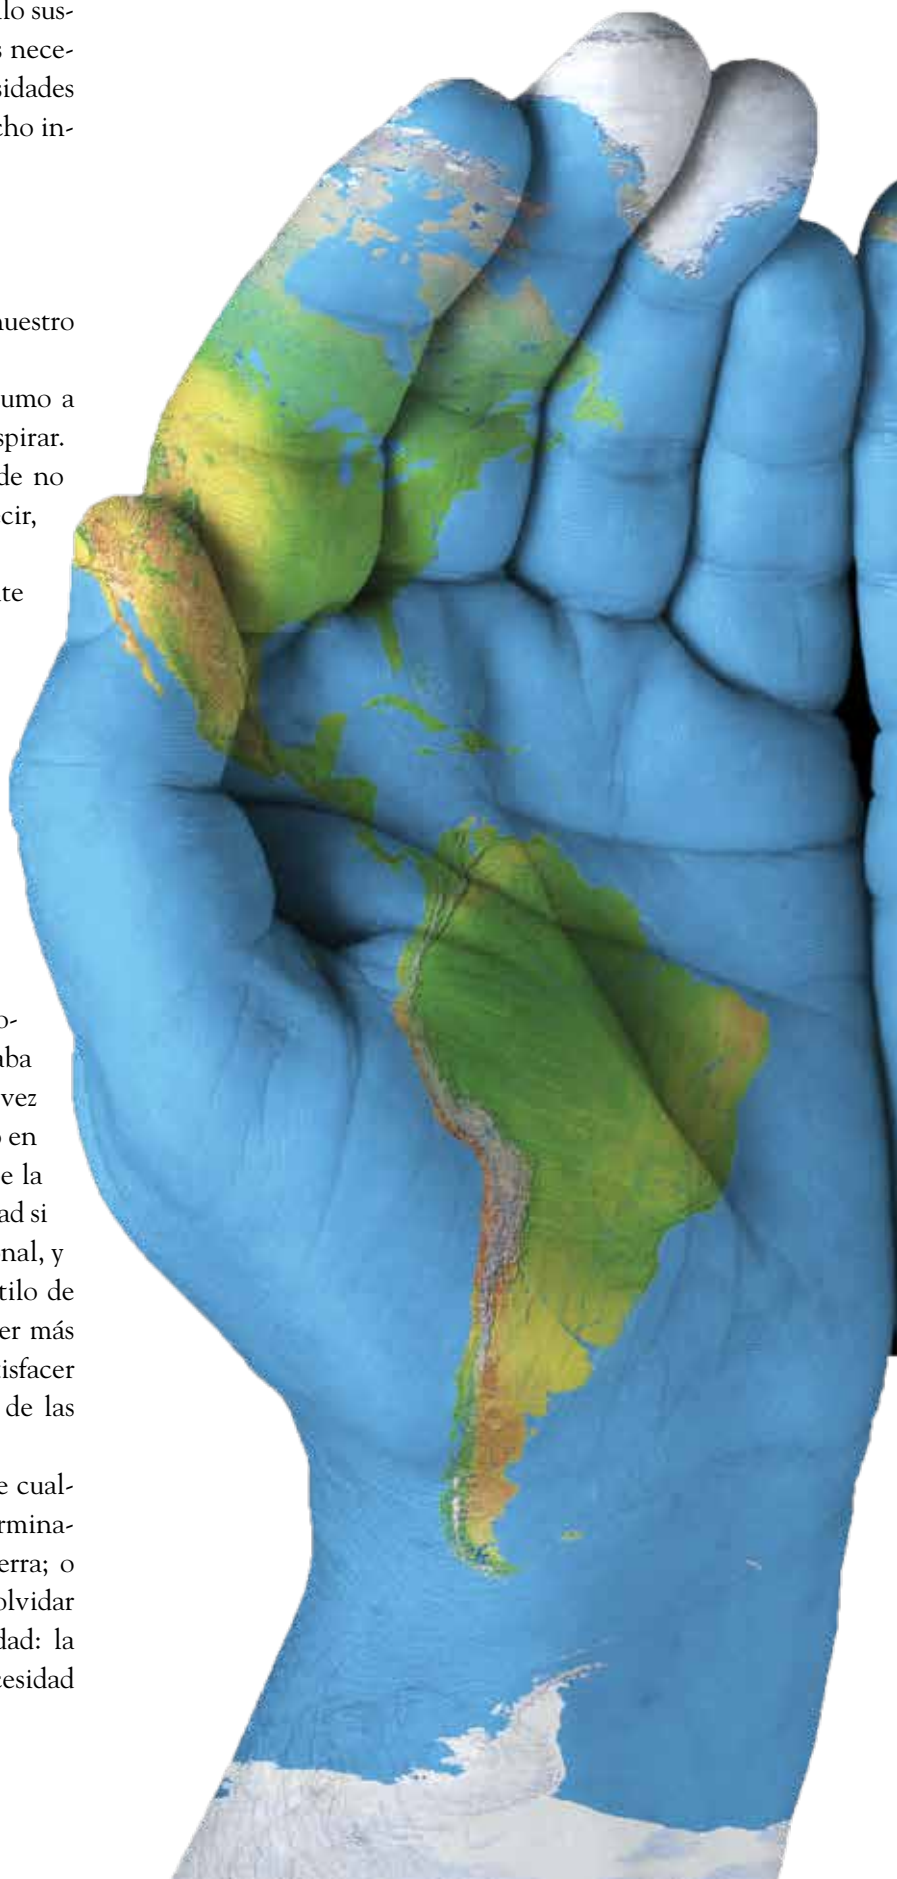 llo sus-
s nece-
sidades
cho in-
nuestro
umo a
spirar.
de no
cir,
te
o-
aba
vez
o en
e la
ad si
nal, y
tilo de
er más
isfacer
de las
e cual-
rmina-
erra; o
olvidar
dad: la
cesidad